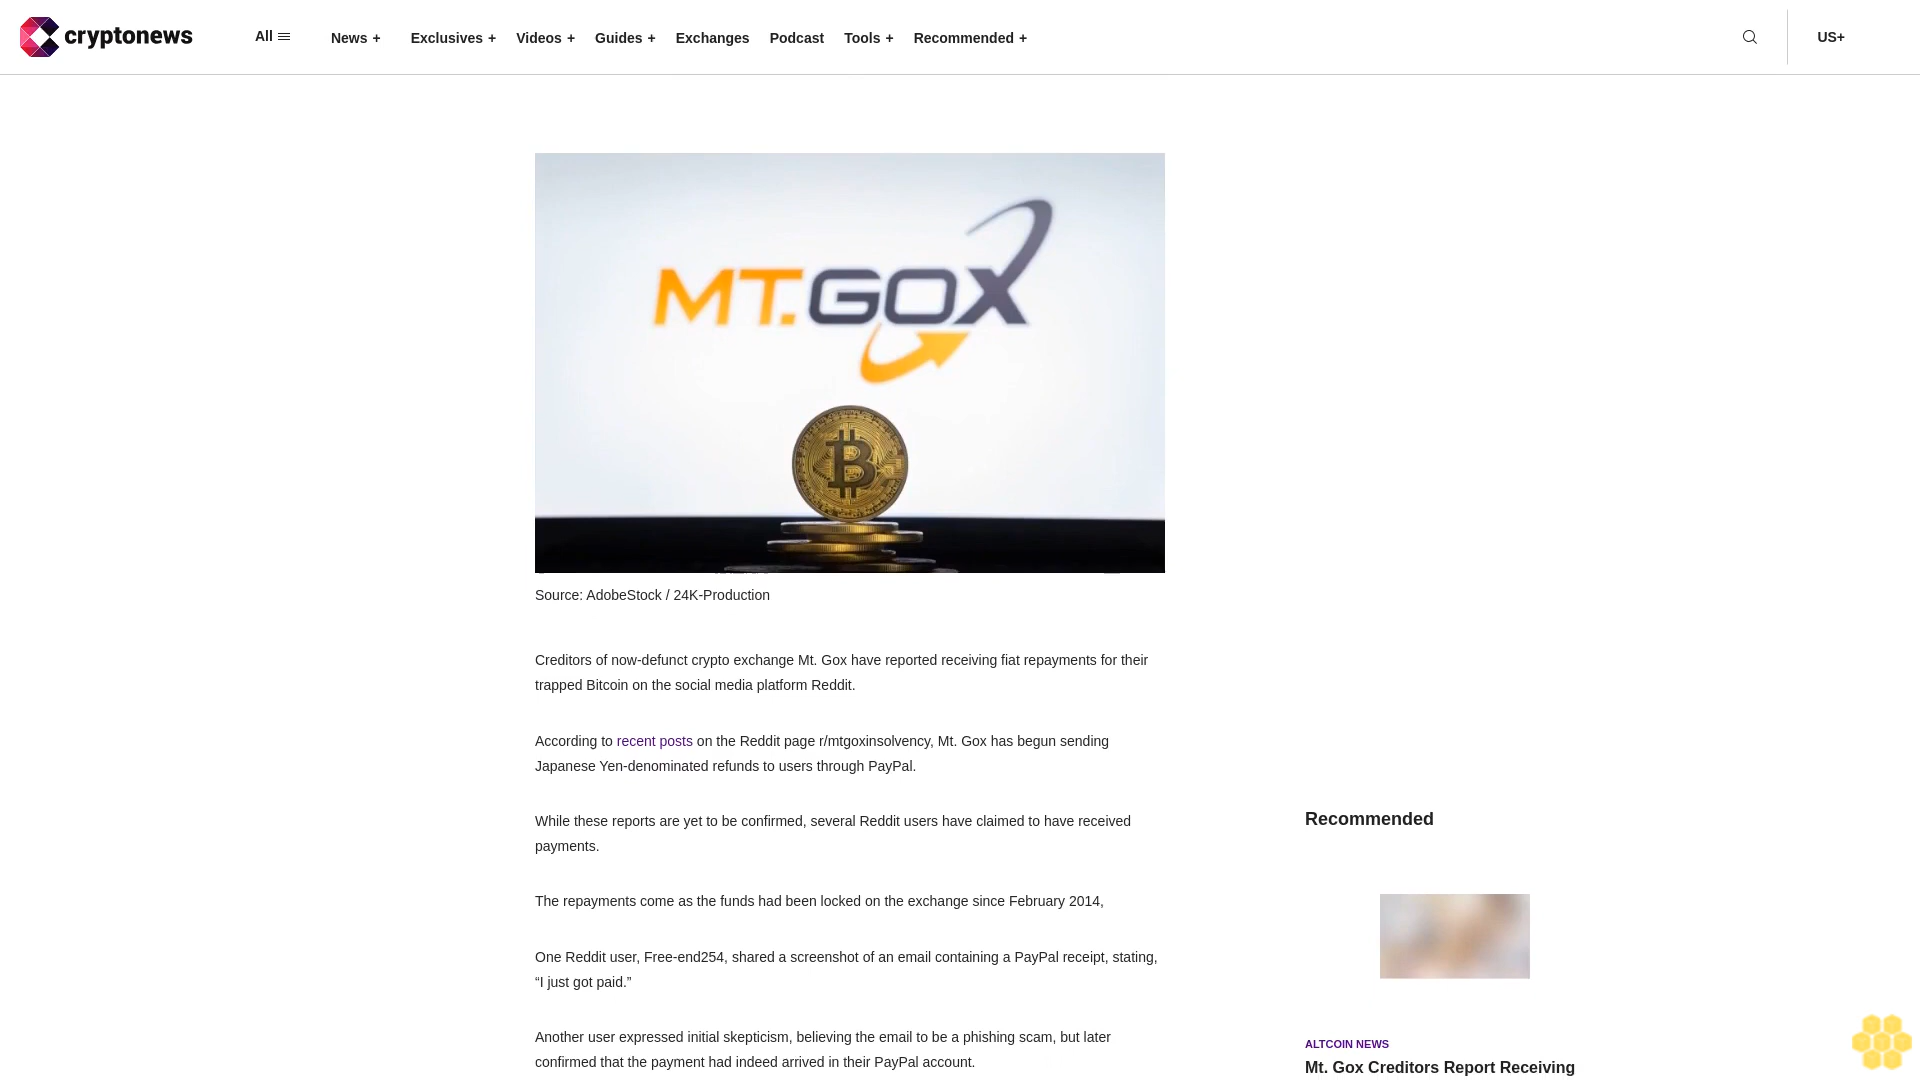 cryptonews
All
News + Exclusives + Videos + Guides + Exchanges Podcast Tools + Recommended +
US+
MT.GOX
Source: AdobeStock / 24K-Production
Creditors of now-defunct crypto exchange Mt. Gox have reported receiving fiat repayments for their
trapped Bitcoin on the social media platform Reddit.
According to recent posts on the Reddit page r/mtgoxinsolvency, Mt. Gox has begun sending
Japanese Yen-denominated refunds to users through PayPal.
While these reports are yet to be confirmed, several Reddit users have claimed to have received
payments.
The repayments come as the funds had been locked on the exchange since February 2014,
One Reddit user, Free-end254, shared a screenshot of an email containing a PayPal receipt, stating,
“I just got paid.”
Another user expressed initial skepticism, believing the email to be a phishing scam, but later
confirmed that the payment had indeed arrived in their PayPal account.
Recommended
ALTCOIN NEWS
Mt. Gox Creditors Report Receiving